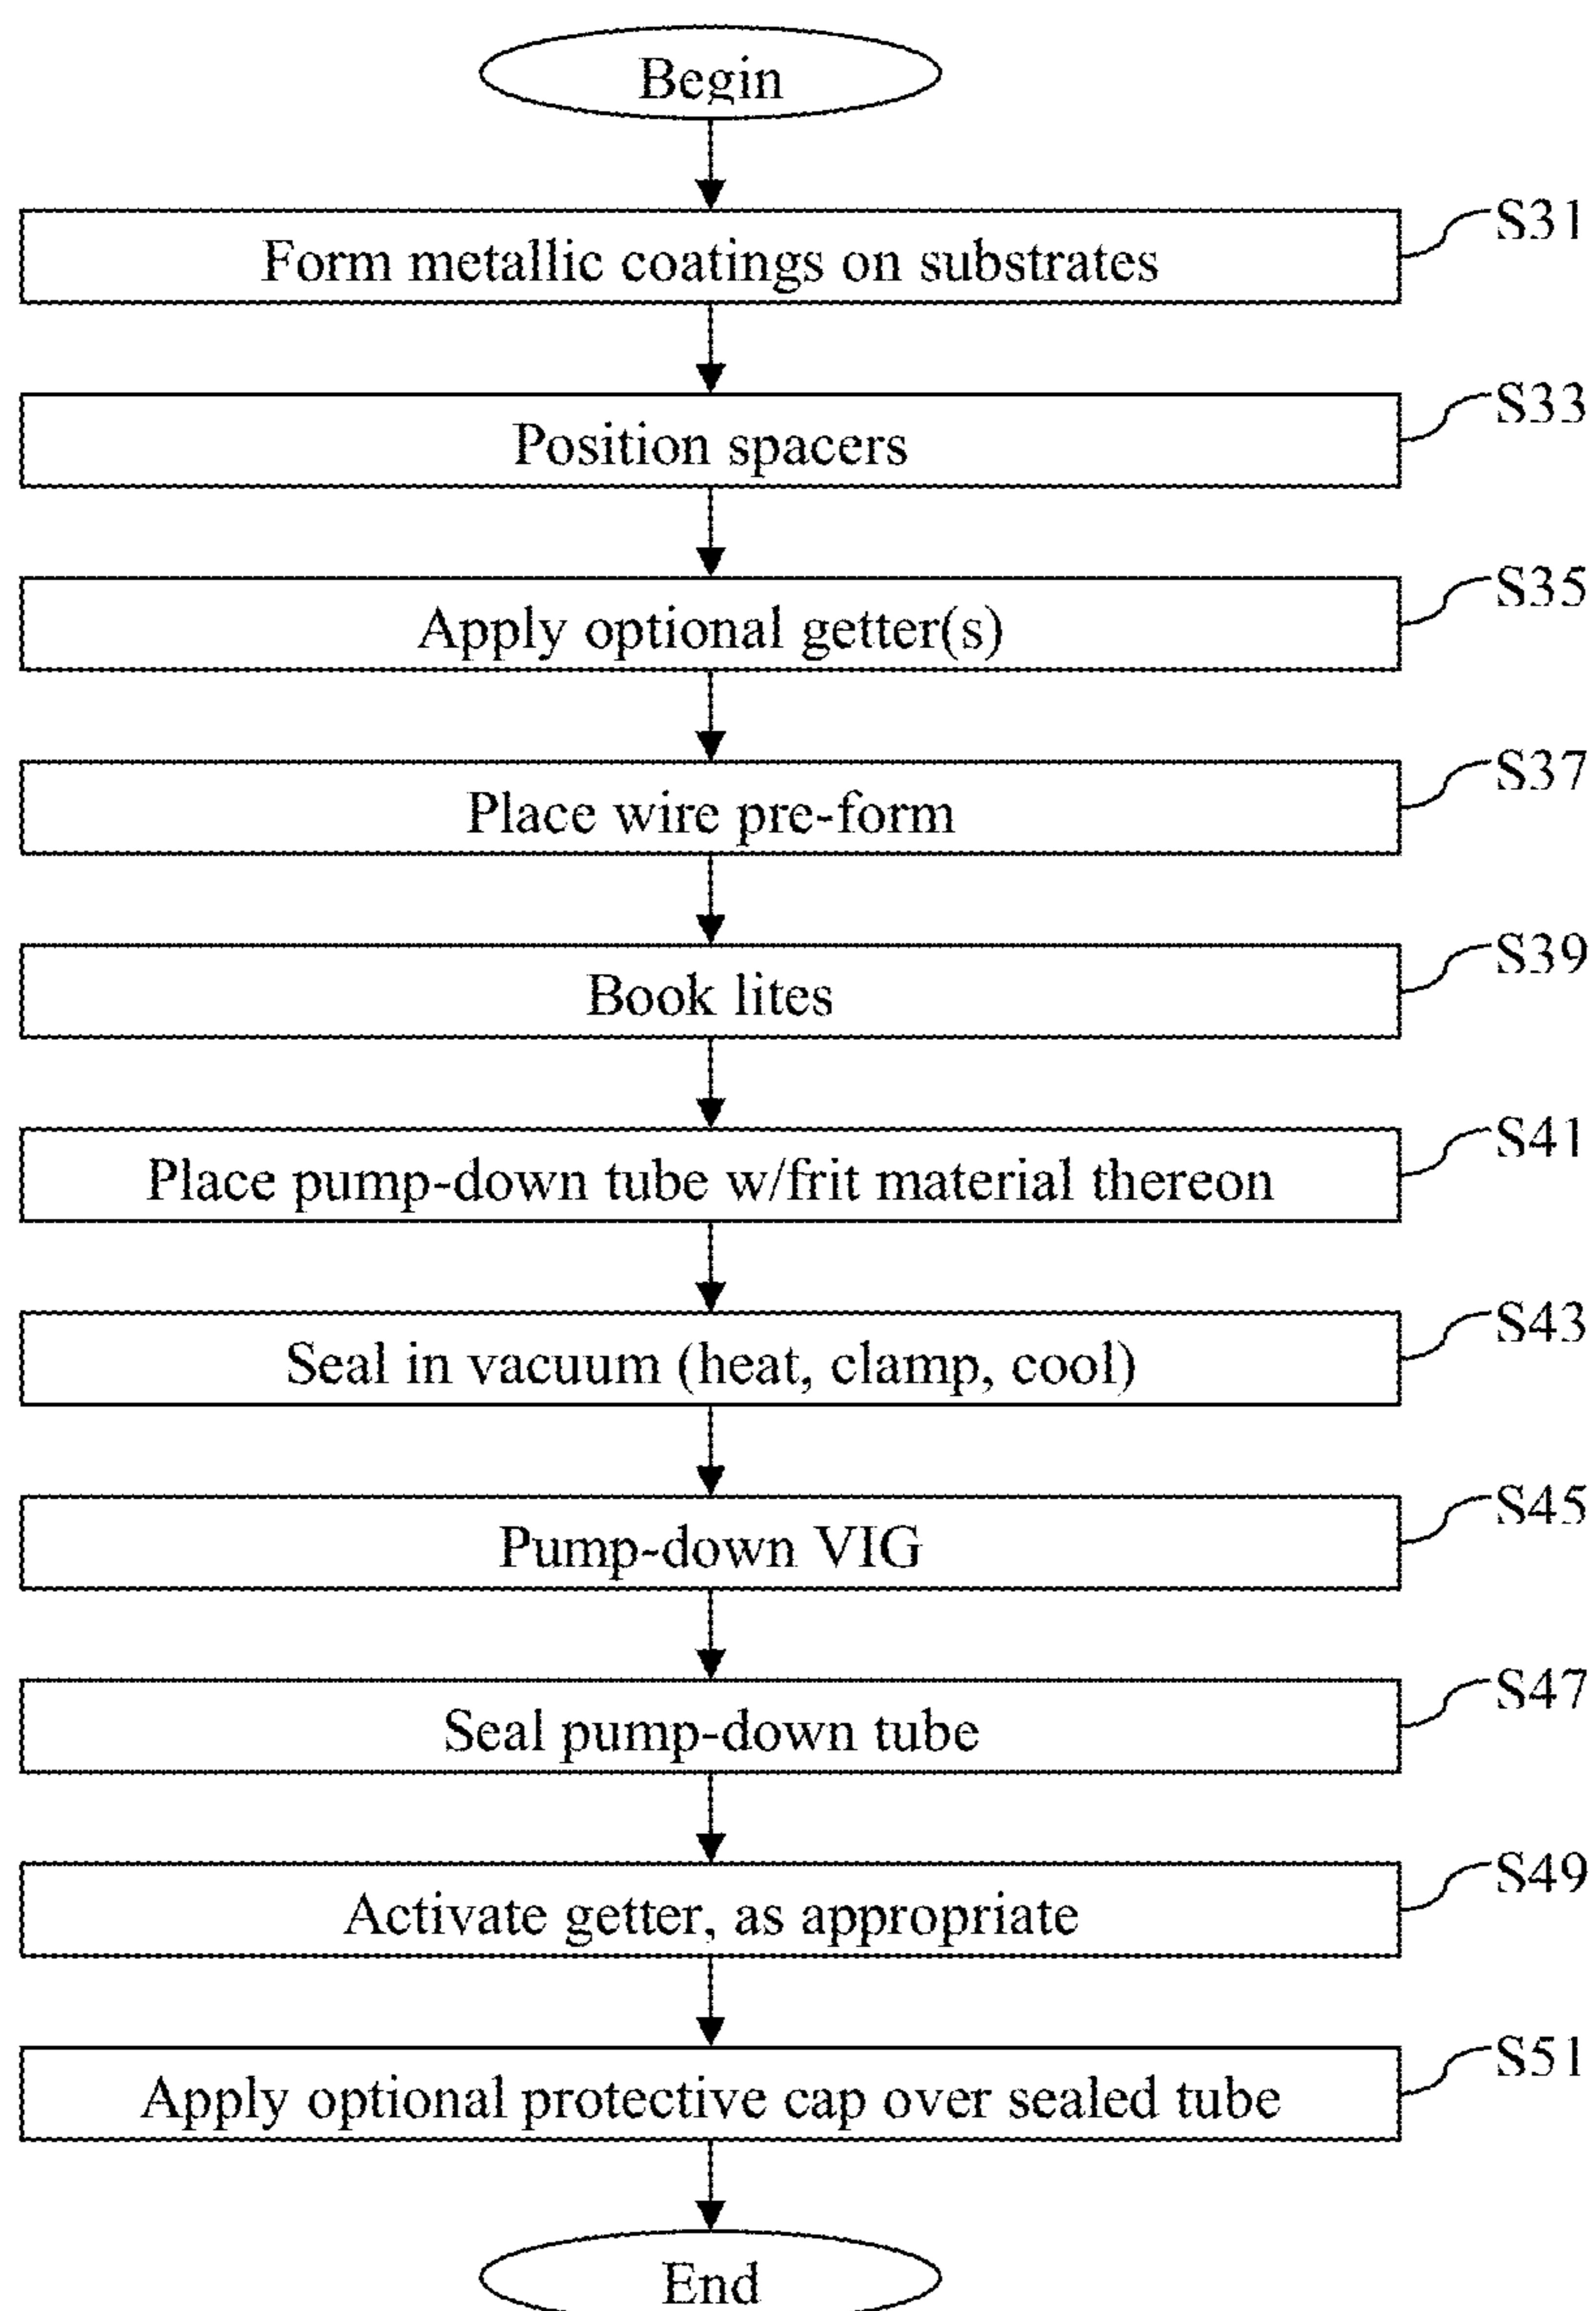 Begin
Form metallic coatings on substrates
S31
Position spacers
S33
Apply optional getter(s)
S35
Place wire pre-form
S37
Book lites
S39
Place pump-down tube w/frit material thereon
S41
Seal in vacuum (heat, clamp, cool)
S43
Pump-down VIG
S45
Seal pump-down tube
S47
Activate getter, as appropriate
S49
Apply optional protective cap over sealed tube
S51
End